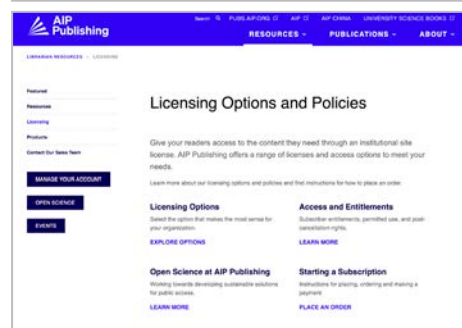 AIP
Publishing
Search PUBS.AIP.ORG AIP AIP CHINA UNIVERSITY SCIENCE BOOKS
RESOURCES PUBLICATIONS ABOUT
LIBRARIAN RESOURCES LICENSING
Featured
Resources
Licensing
Products
Contact Our Sales Team
MANAGE YOUR ACCOUNT
OPEN SCIENCE
EVENTS
Licensing Options and Policies
Give your readers access to the content they need through an institutional site
license. AIP Publishing offers a range of licenses and access options to meet your
needs.
Learn more about our licensing options and policies and find instructions for how to place an order.
Licensing Options
Select the option that makes the most sense for
your organization.
EXPLORE OPTIONS
Access and Entitlements
Subscriber entitlements, permitted use, and post-
cancellation rights.
LEARN MORE
Open Science at AIP Publishing
Working towards developing sustainable solutions
for public access.
LEARN MORE
Starting a Subscription
Instructions for placing, ordering and making a
payment
PLACE AN ORDER